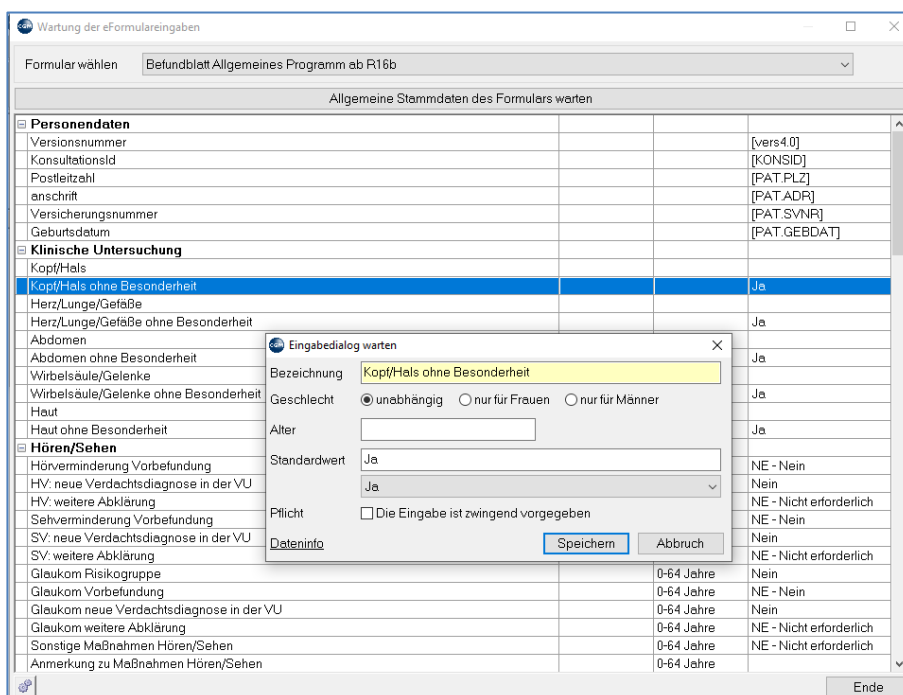 CGM Wartung der eFormulareingaben
Formular wählen Befundblatt Allgemeines Programm ab R16b
Allgemeine Stammdaten des Formulars warten
Personendaten
Versionsnummer [vers4.0]
KonsultationsId [KONSID]
Postleitzahl [PAT.PLZ]
anschrift [PAT.ADR]
Versicherungsnummer [PAT.SVNR]
Geburtsdatum [PAT.GEBDAT]
Klinische Untersuchung
Kopf/Hals
Kopf/Hals ohne Besonderheit Ja
Herz/Lunge/Gefäße
Herz/Lunge/Gefäße ohne Besonderheit Ja
Abdomen
Abdomen ohne Besonderheit Ja
Wirbelsäule/Gelenke
Wirbelsäule/Gelenke ohne Besonderheit Ja
Haut
Haut ohne Besonderheit Ja
Hören/Sehen
Hörverminderung Vorbefundung NE - Nein
HV: neue Verdachtsdiagnose in der VU Nein
HV: weitere Abklärung NE - Nicht erforderlich
Sehverminderung Vorbefundung NE - Nein
SV: neue Verdachtsdiagnose in der VU Nein
SV: weitere Abklärung NE - Nicht erforderlich
Glaukom Risikogruppe 0-64 Jahre Nein
Glaukom Vorbefundung 0-64 Jahre NE - Nein
Glaukom neue Verdachtsdiagnose in der VU 0-64 Jahre Nein
Glaukom weitere Abklärung 0-64 Jahre NE - Nicht erforderlich
Sonstige Maßnahmen Hören/Sehen 0-64 Jahre NE - Nicht erforderlich
Anmerkung zu Maßnahmen Hören/Sehen 0-64 Jahre
Ende
CGM Eingabedialog warten
Bezeichnung Kopf/Hals ohne Besonderheit
Geschlecht unabhängig nur für Frauen nur für Männer
Alter
Standardwert Ja
Ja
Pflicht Die Eingabe ist zwingend vorgegeben
Dateninfo Speichern Abbruch